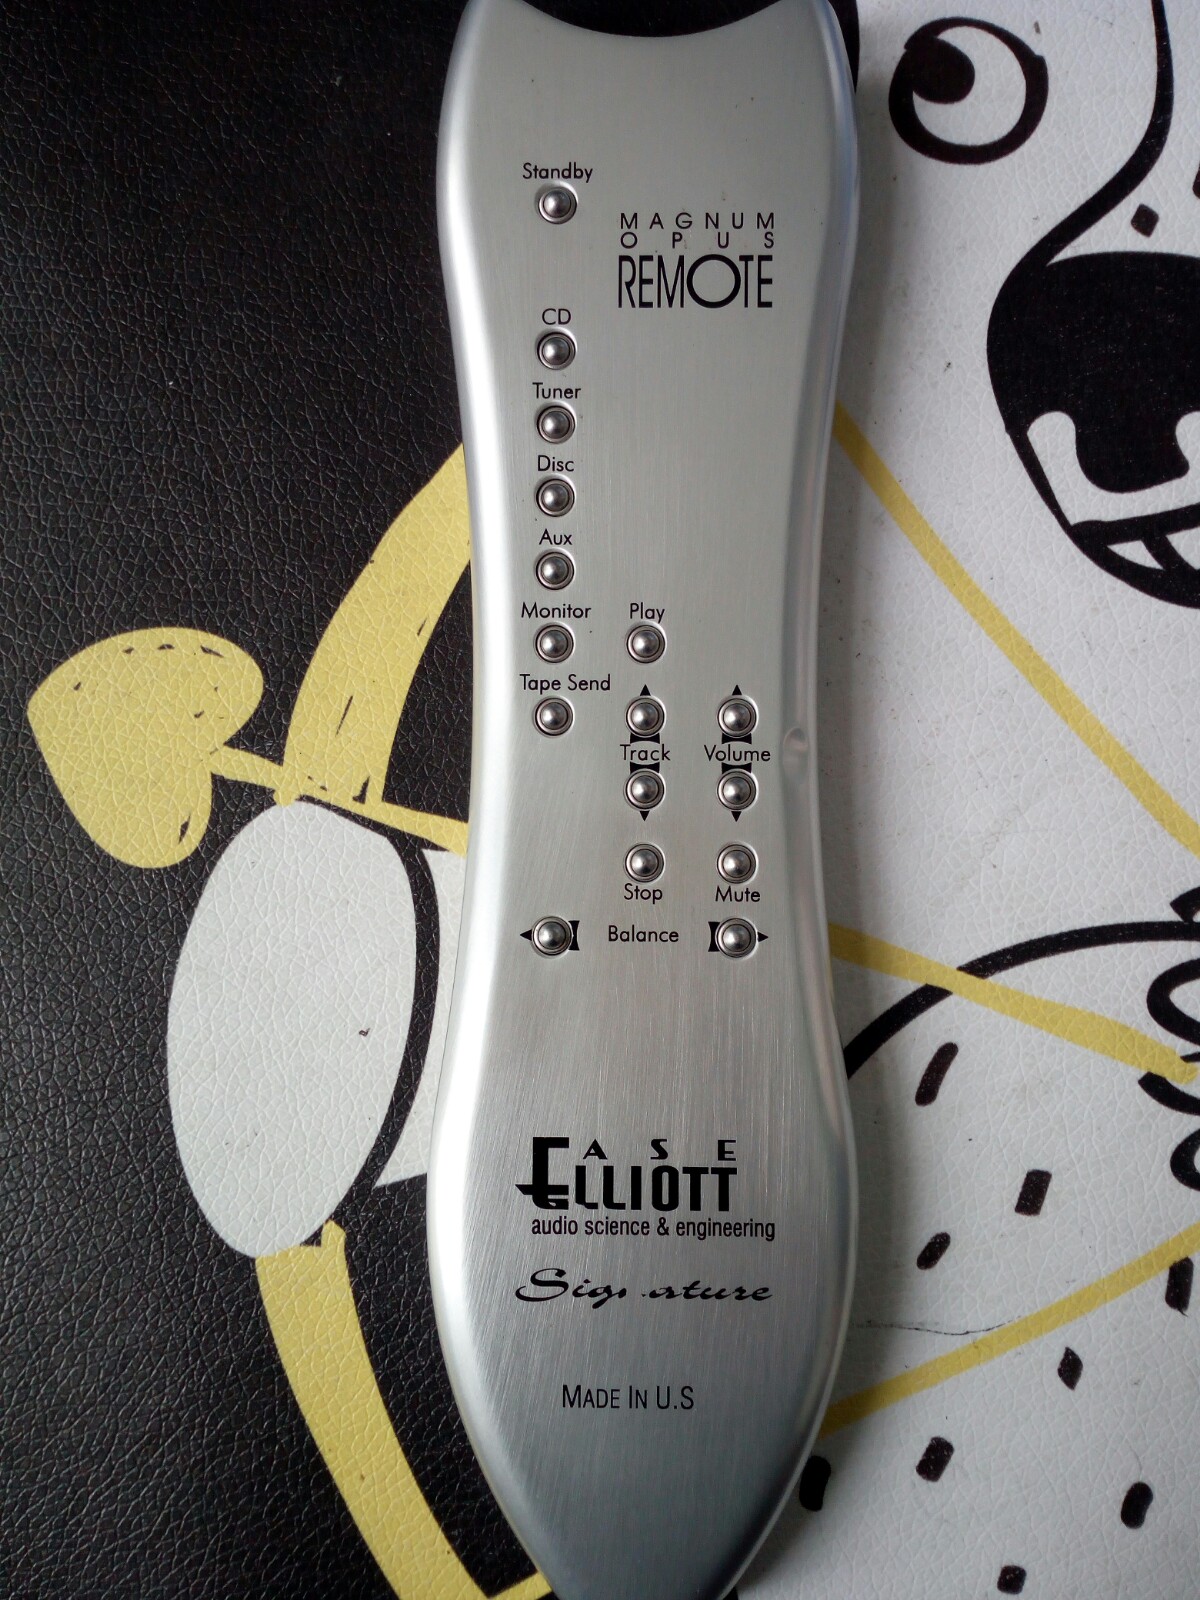 Standby
MAGNUM
OPUS
REMOTE
CD
Tuner
Disc
Aux
Monitor
Play
Tape Send
Track
Volume
Stop
Mute
Balance
EASE
ELLIOTT
audio science & engineering
MADE IN U.S